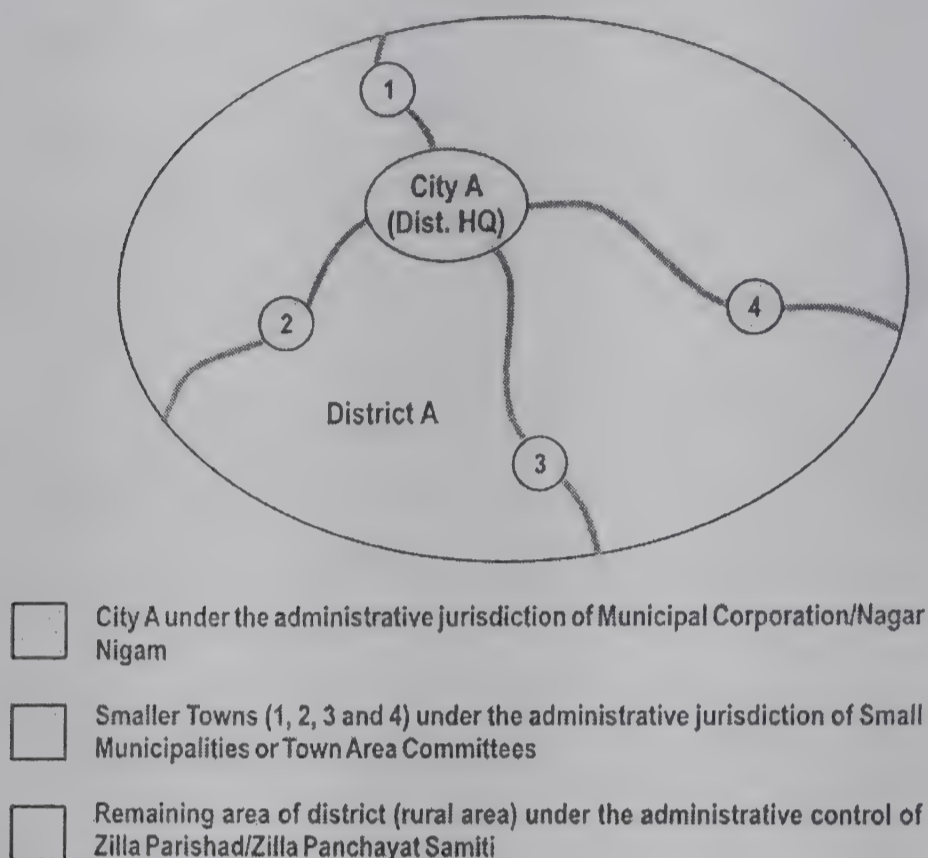 1
City A
(Dist. HQ)
2
4
District A
3
City A under the administrative jurisdiction of Municipal Corporation/Nagar
Nigam
Smaller Towns (1, 2, 3 and 4) under the administrative jurisdiction of Small
Municipalities or Town Area Committees
Remaining area of district (rural area) under the administrative control of
Zilla Parishad/Zilla Panchayat Samiti